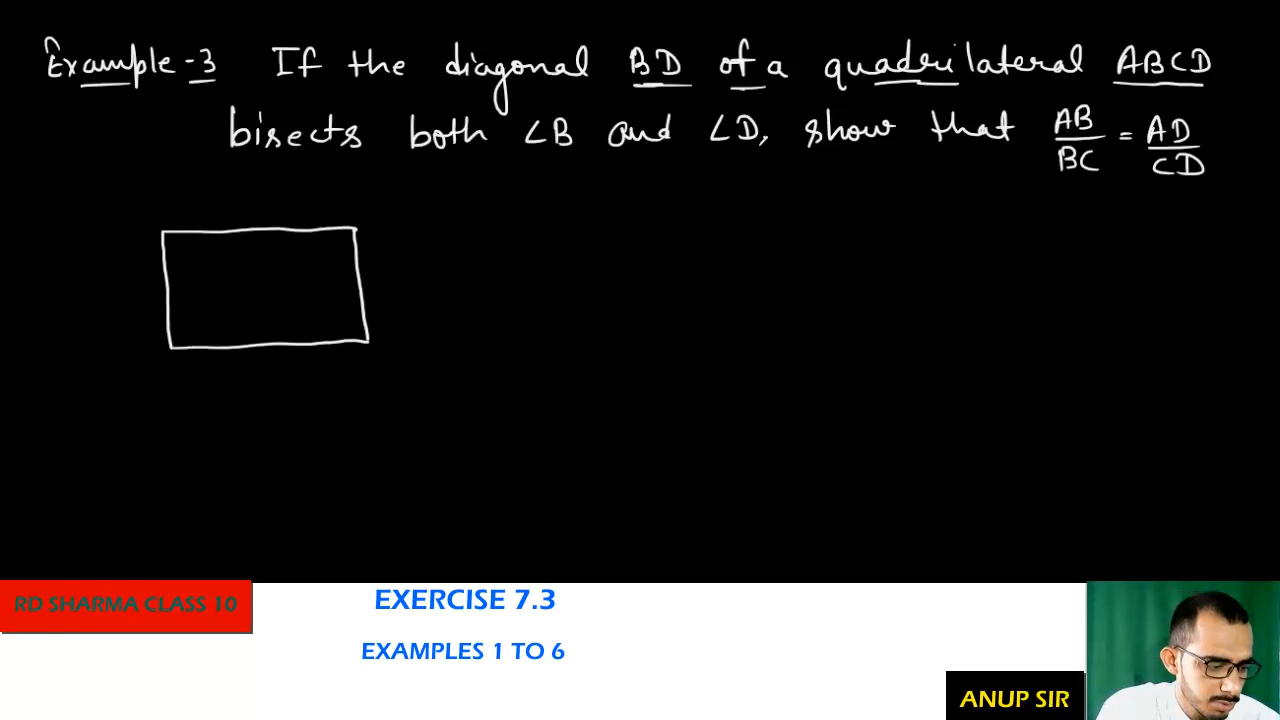 Example-3 If the diagonal BD of a quadrilateral ABCD
bisects both ∠B and ∠D, show that AB/BC = AD/CD
RD SHARMA CLASS 10
EXERCISE 7.3
EXAMPLES 1 TO 6
ANUP SIR